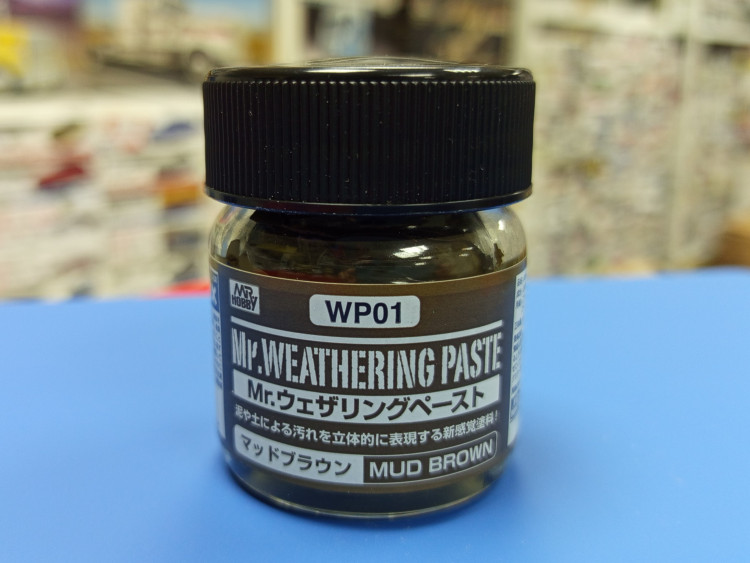 MR.
HOBBY
WP01
Mr.WEATHERING PASTE
Mr.ウェザリングペースト
泥や土による汚れを立体的に表現する新感覚塗料!
マッドブラウン MUD BROWN